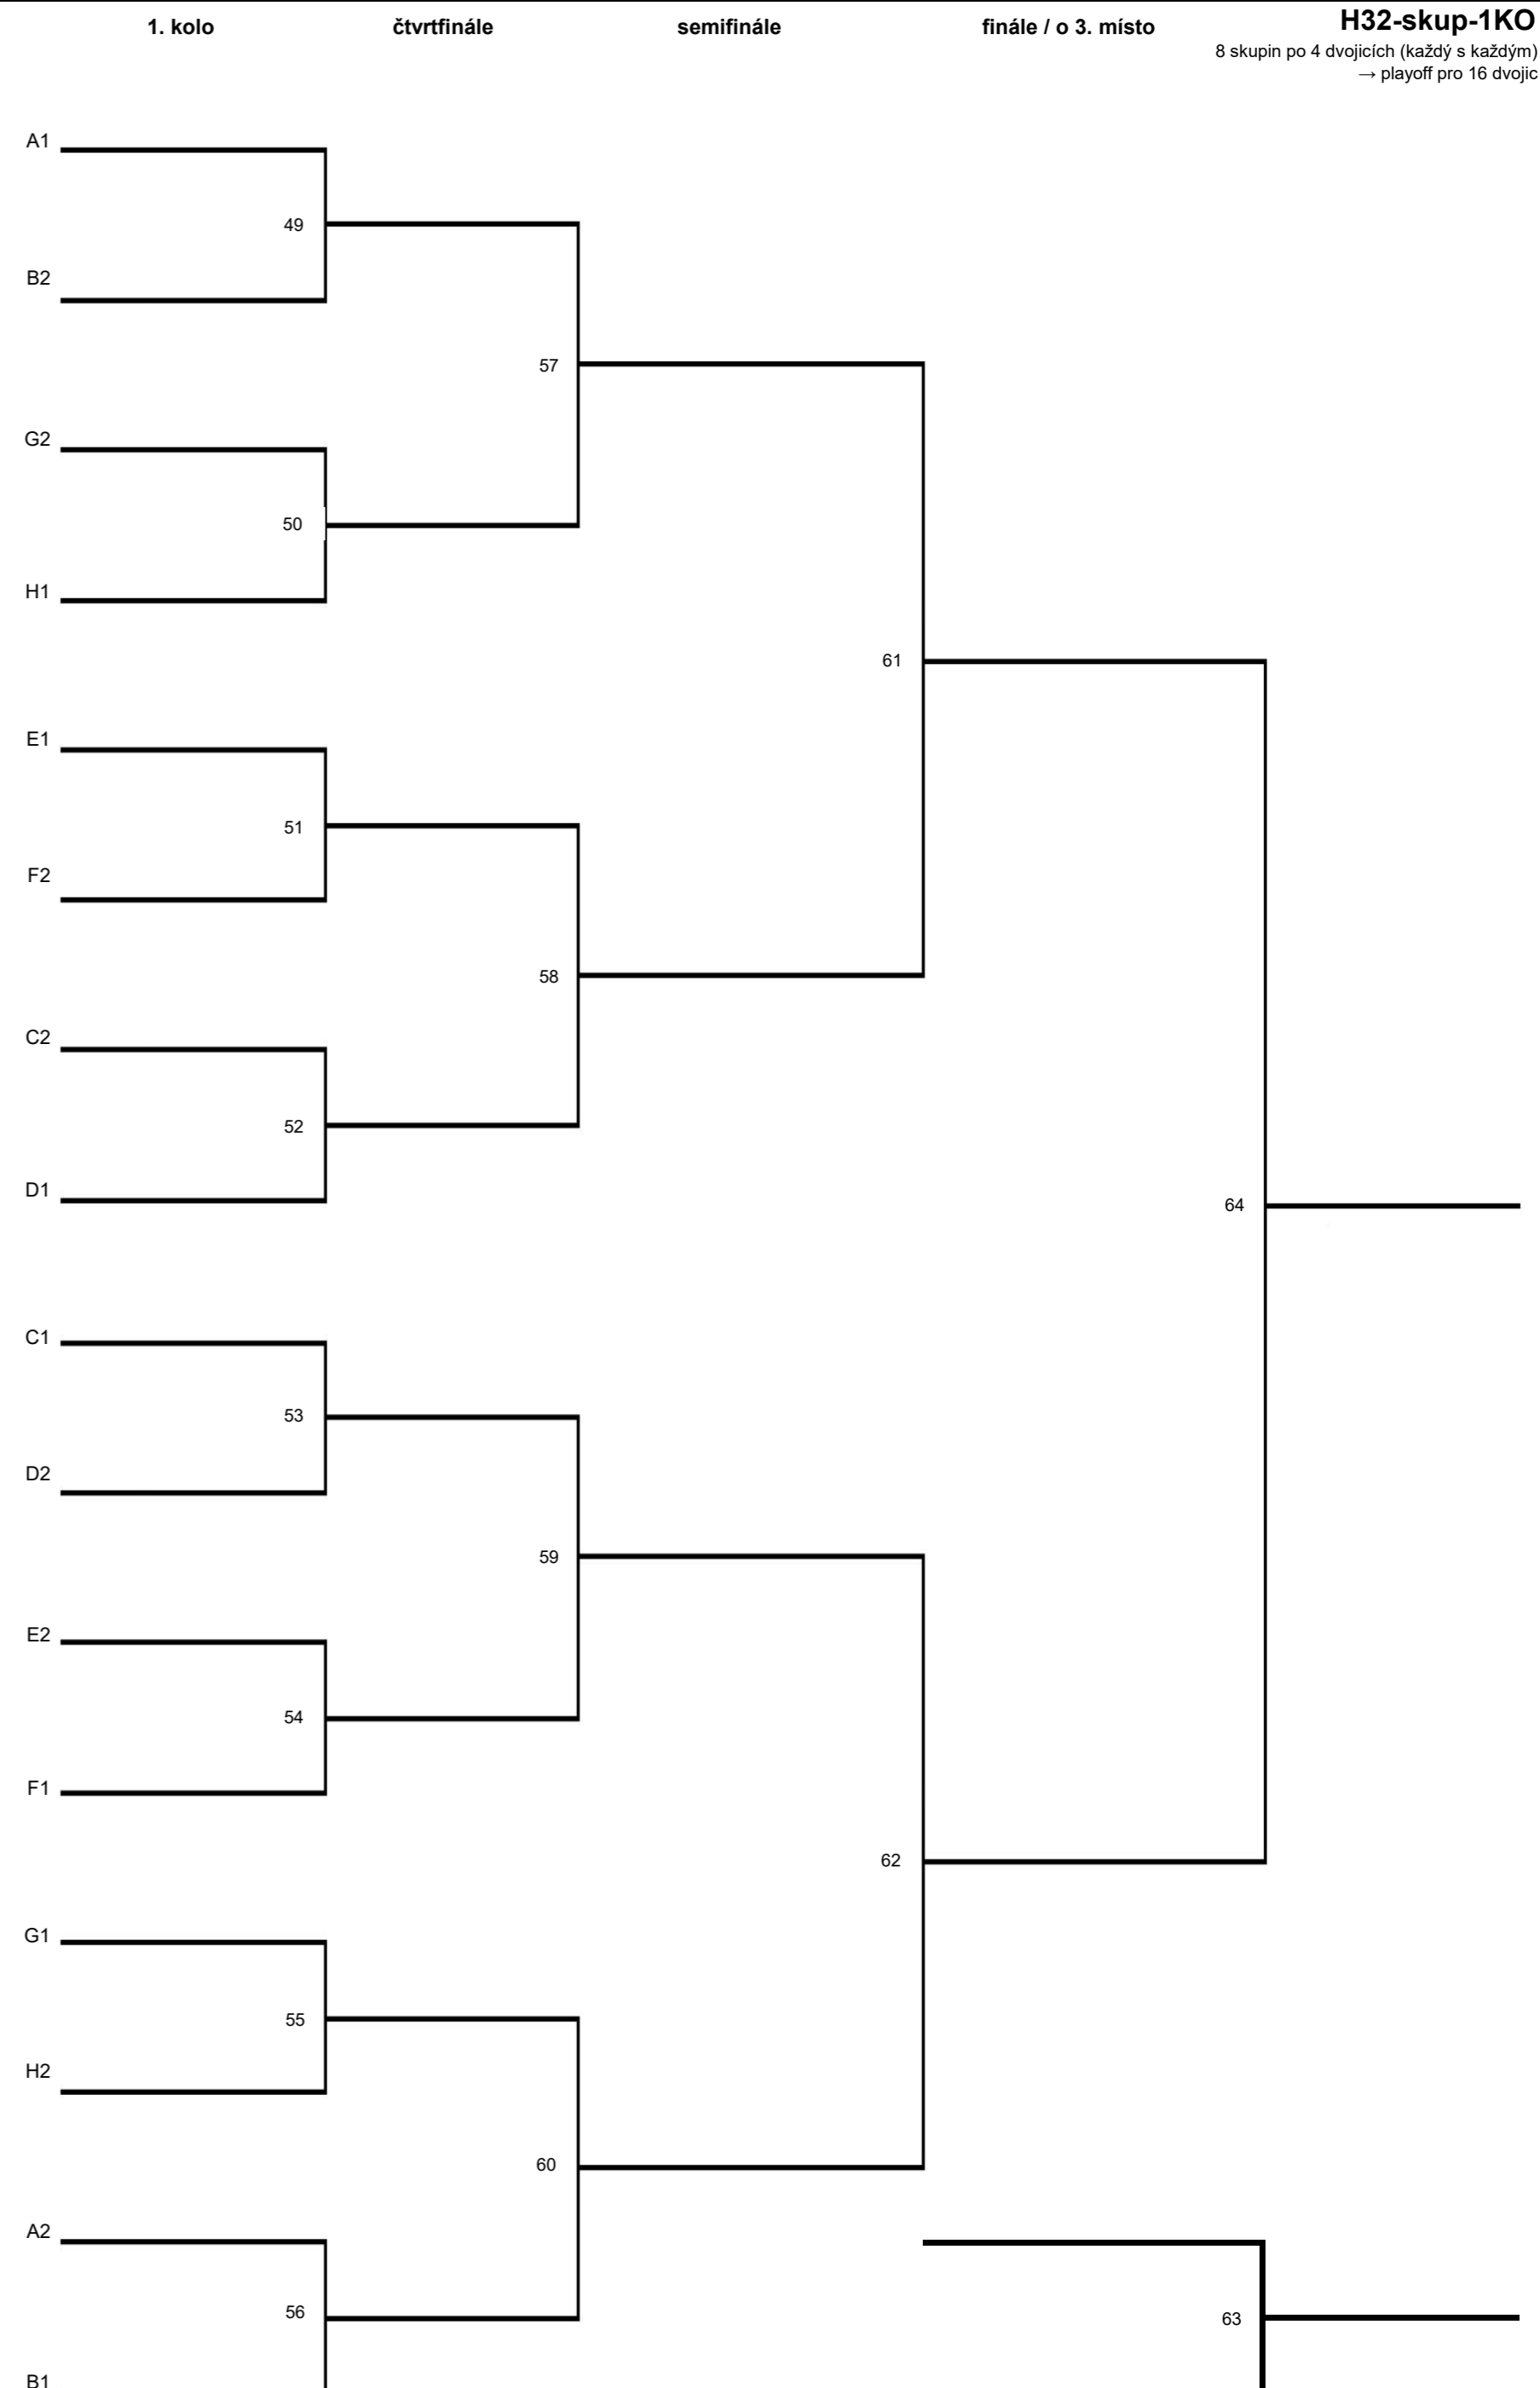 1. kolo
čtvrtfinále
semifinále
finále / o 3. místo
H32-skup-1KO
8 skupin po 4 dvojicích (každý s každým)
→ playoff pro 16 dvojic
A1
49
B2
57
G2
50
H1
61
E1
51
F2
58
C2
52
D1
64
C1
53
D2
59
E2
54
F1
62
G1
55
H2
60
A2
56
63
B1